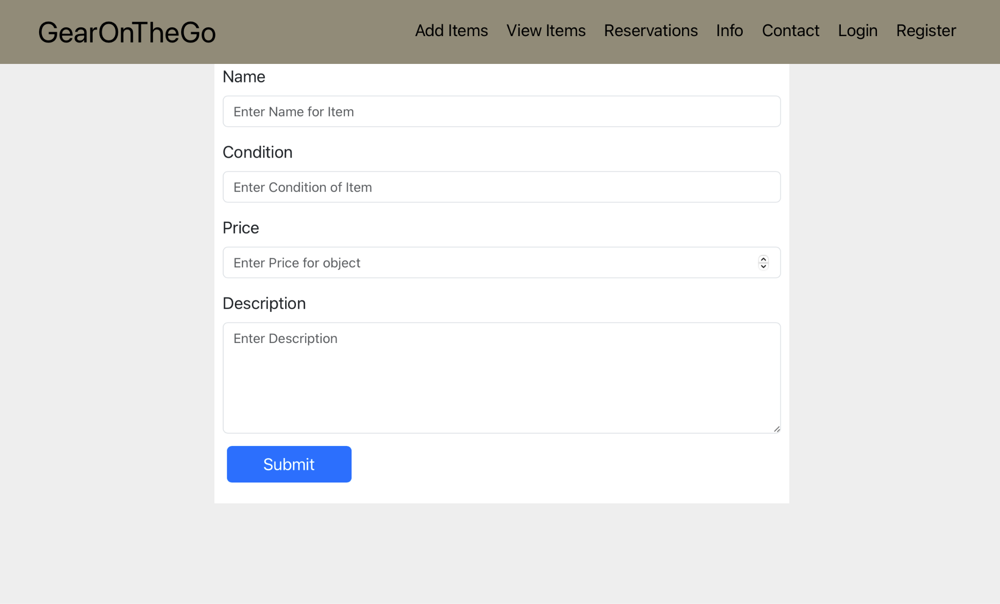 GearOnTheGo
Add Items View Items Reservations Info Contact Login Register
Name
Enter Name for Item
Condition
Enter Condition of Item
Price
Enter Price for object
Description
Enter Description
Submit